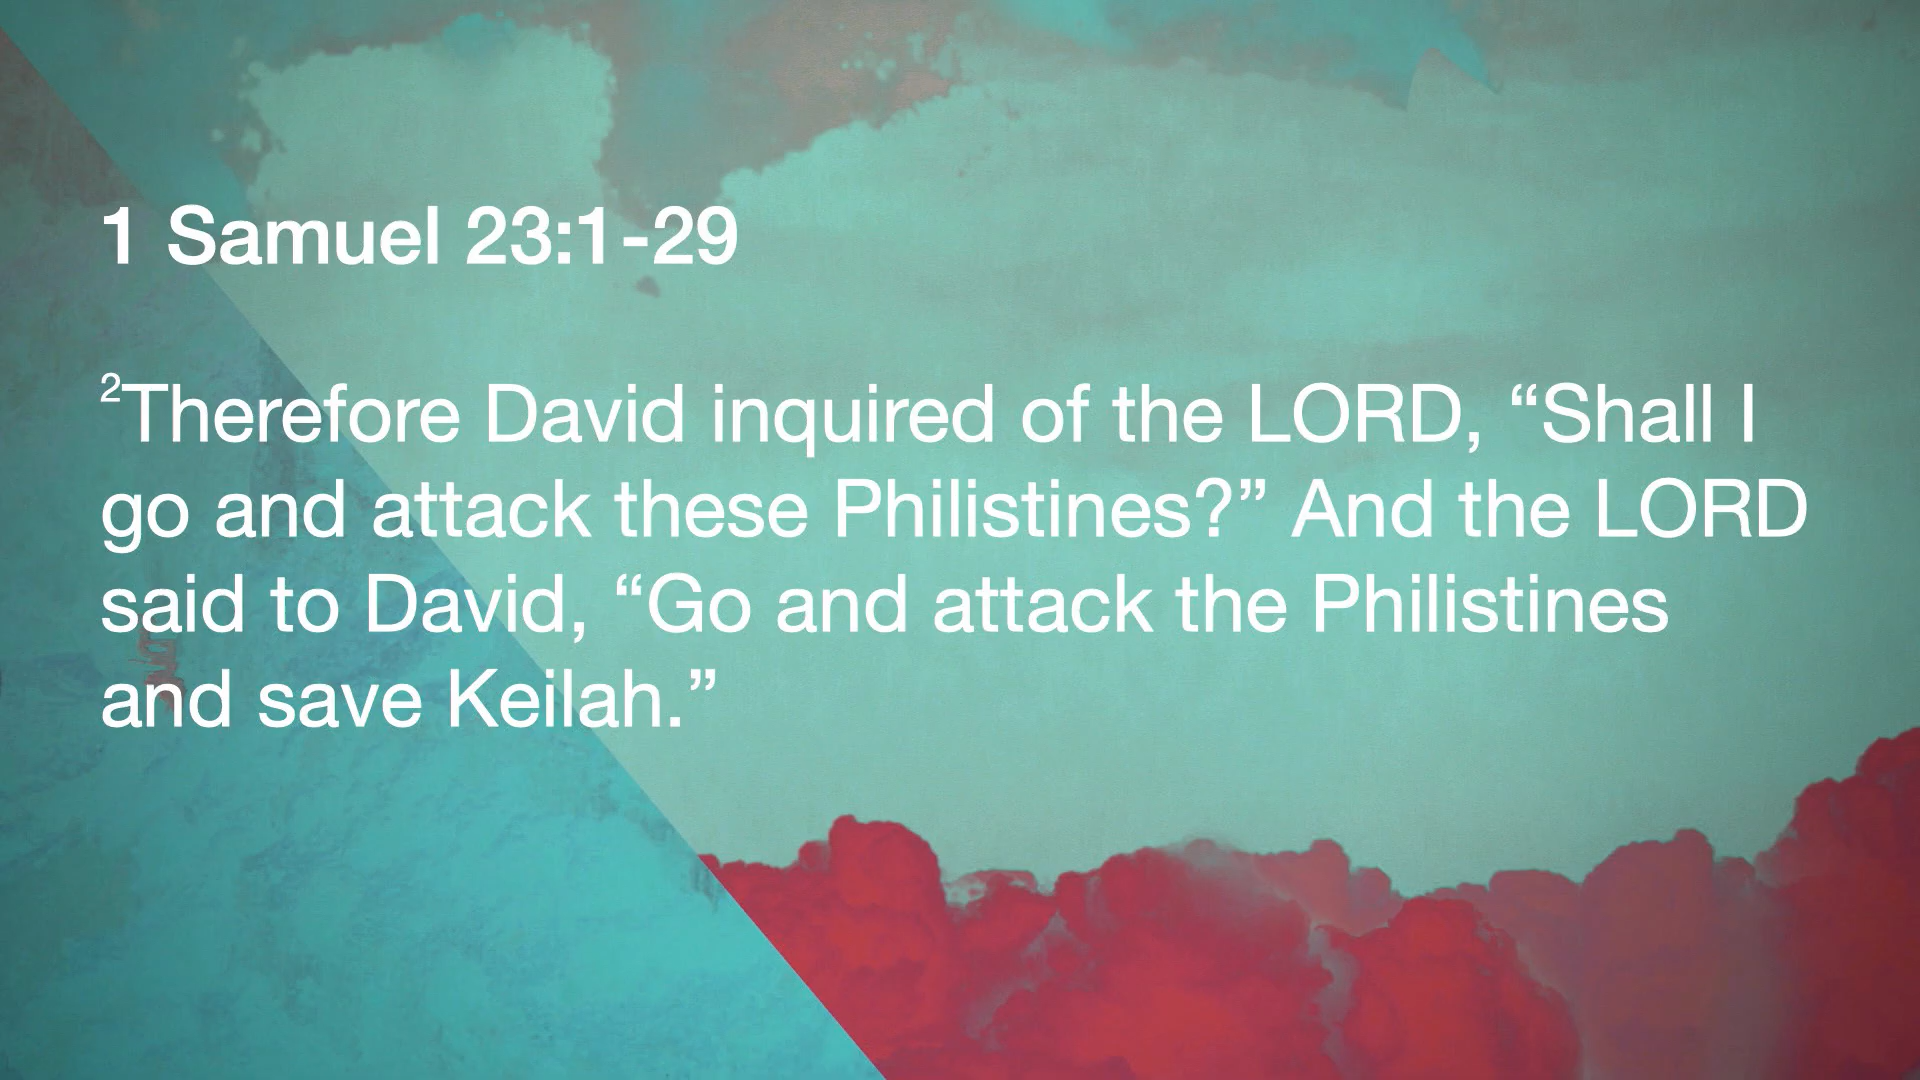 1 Samuel 23:1-29
²Therefore David inquired of the LORD, “Shall I
go and attack these Philistines?” And the LORD
said to David, “Go and attack the Philistines
and save Keilah.”